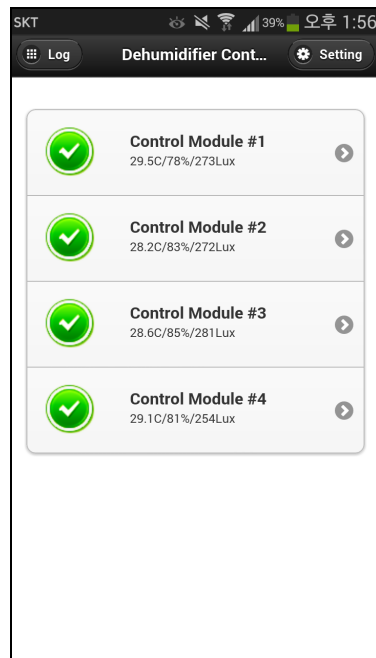 SKT 39% 오후 1:56
Log Dehumidifier Cont... Setting
Control Module #1
29.5C/78%/273Lux
Control Module #2
28.2C/83%/272Lux
Control Module #3
28.6C/85%/281Lux
Control Module #4
29.1C/81%/254Lux